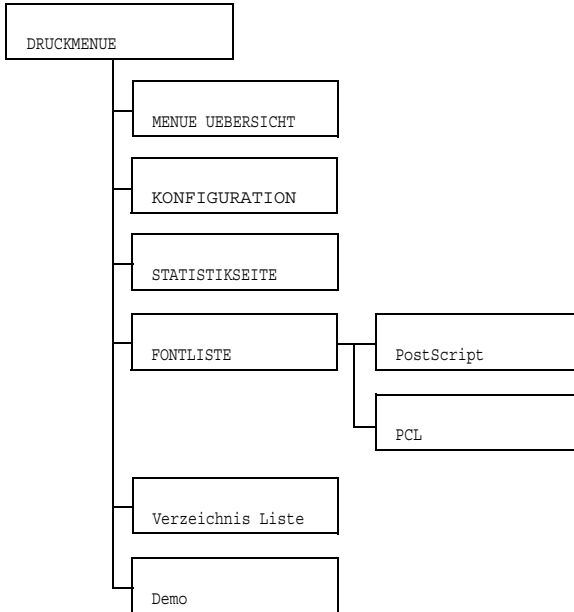 DRUCKMENUE
MENUE UEBERSICHT
KONFIGURATION
STATISTIKSEITE
FONTLISTE
PostScript
PCL
Verzeichnis Liste
Demo